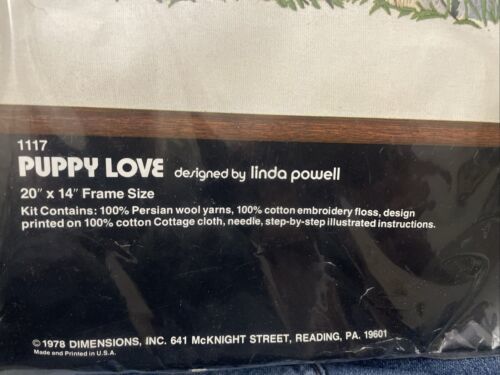 1117
PUPPY LOVE designed by linda powell
20" x 14" Frame Size
Kit Contains: 100% Persian wool yarns, 100% cotton embroidery floss, design
printed on 100% cotton Cottage cloth, needle, step-by-step illustrated instructions.
© 1978 DIMENSIONS, INC. 641 McKNIGHT STREET, READING, PA. 19601
Made and Printed in U.S.A.